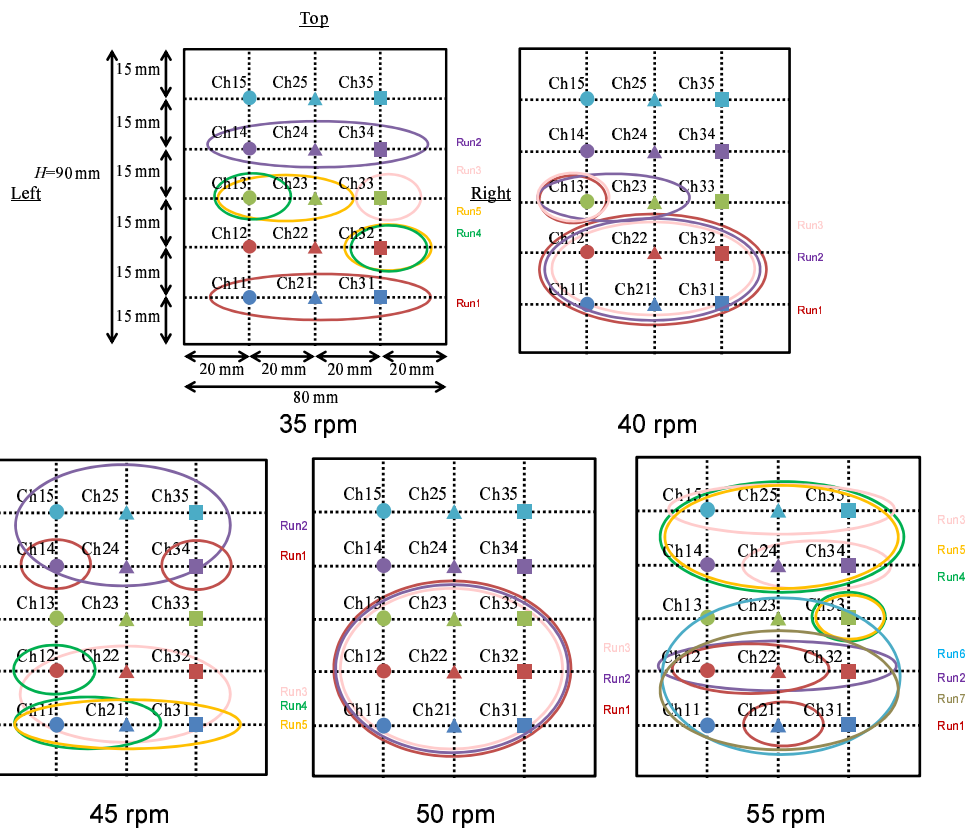 Top
15 mm
15 mm
15 mm
15 mm
15 mm
15 mm
H=90 mm
Left
Right
Ch15 Ch25 Ch35
Ch14 Ch24 Ch34
Ch13 Ch23 Ch33
Ch12 Ch22 Ch32
Ch11 Ch21 Ch31
Run2
Run3
Run5
Run4
Run1
20 mm 20 mm 20 mm 20 mm
80 mm
35 rpm
Ch15 Ch25 Ch35
Ch14 Ch24 Ch34
Ch13 Ch23 Ch33
Ch12 Ch22 Ch32
Ch11 Ch21 Ch31
Run3
Run2
Run1
40 rpm
Ch15 Ch25 Ch35
Ch14 Ch24 Ch34
Ch13 Ch23 Ch33
Ch12 Ch22 Ch32
Ch11 Ch21 Ch31
Run2
Run1
Run3
Run4
Run5
45 rpm
Ch15 Ch25 Ch35
Ch14 Ch24 Ch34
Ch13 Ch23 Ch33
Ch12 Ch22 Ch32
Ch11 Ch21 Ch31
Run3
Run2
Run1
50 rpm
Ch15 Ch25 Ch35
Ch14 Ch24 Ch34
Ch13 Ch23 Ch33
Ch12 Ch22 Ch32
Ch11 Ch21 Ch31
Run3
Run5
Run4
Run6
Run2
Run7
Run1
55 rpm